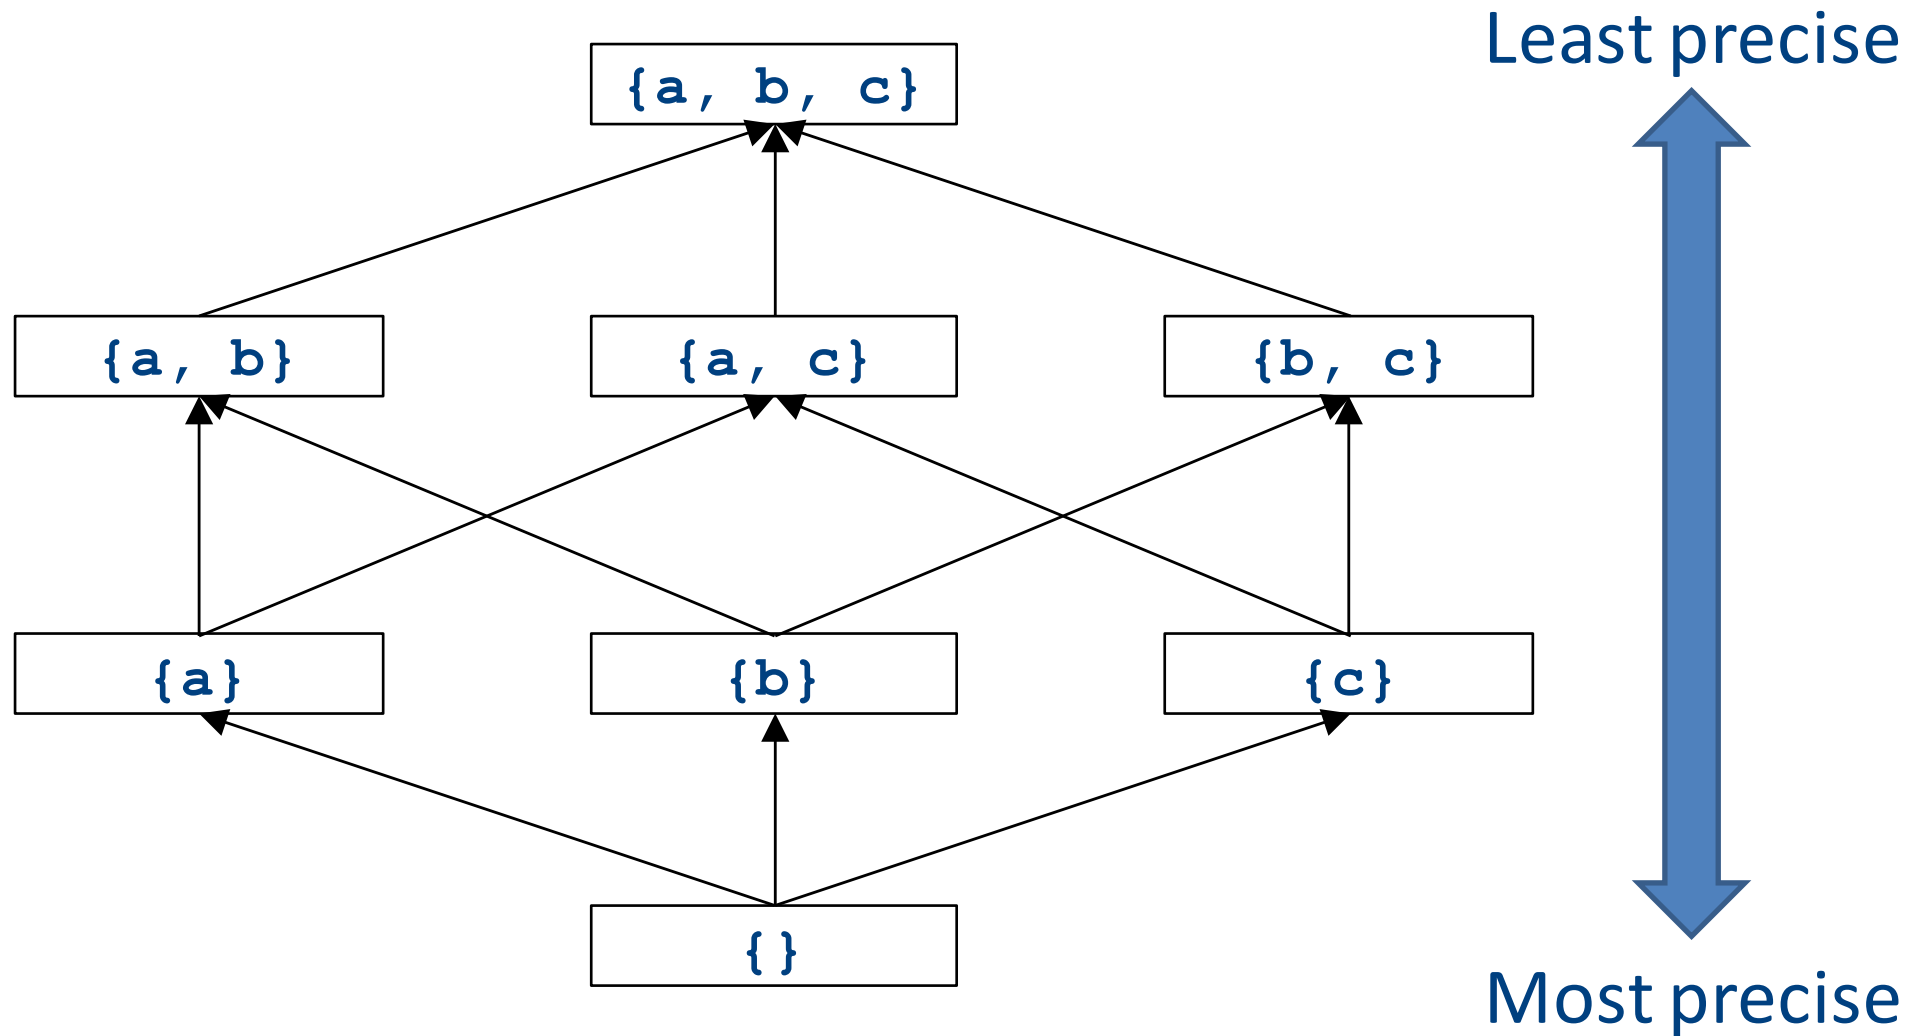 Least precise
{a, b, c}
{a, b}
{a, c}
{b, c}
{a}
{b}
{c}
{}
Most precise